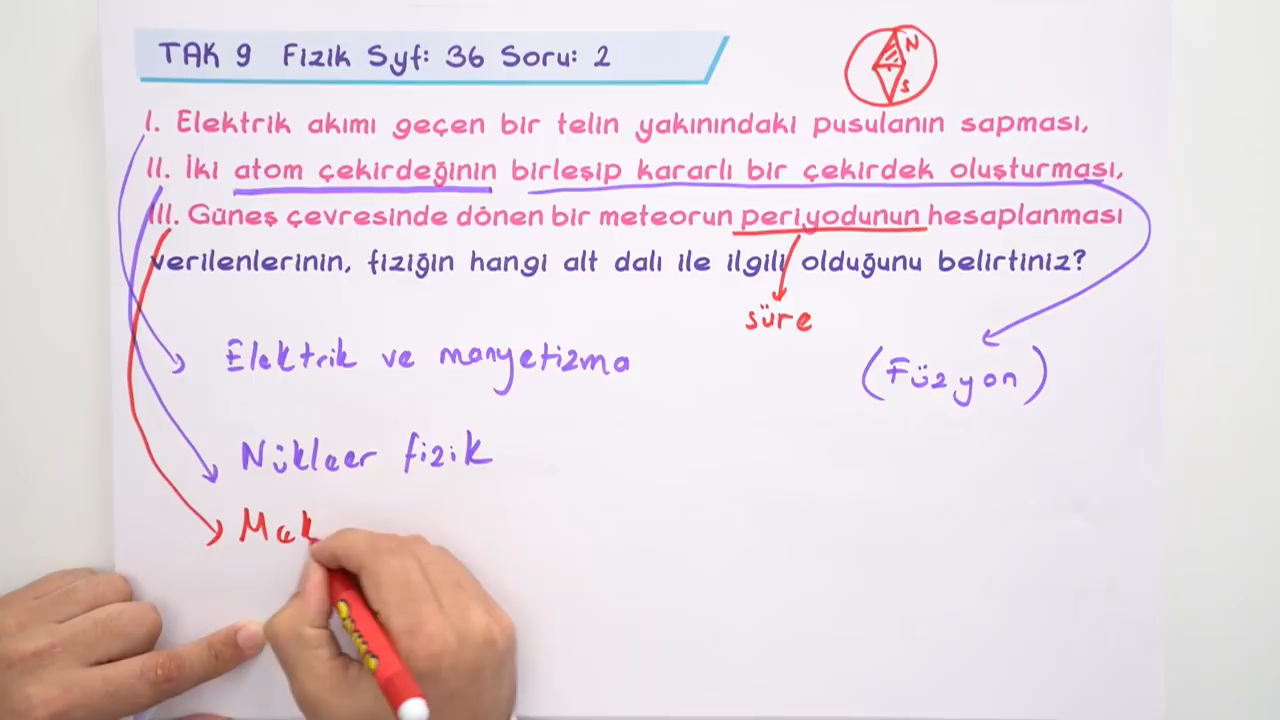 TAK 9 Fizik Syf: 36 Soru: 2
N
S
I. Elektrik akımı geçen bir telin yakınındaki pusulanın sapması,
II. İki atom çekirdeğinin birleşip kararlı bir çekirdek oluşturması,
III. Güneş çevresinde dönen bir meteorun periyodunun hesaplanması
verilenlerinin, fiziğin hangi alt dalı ile ilgili olduğunu belirtiniz?
süre
Elektrik ve manyetizma
(Füzyon)
Nükleer fizik
Mek